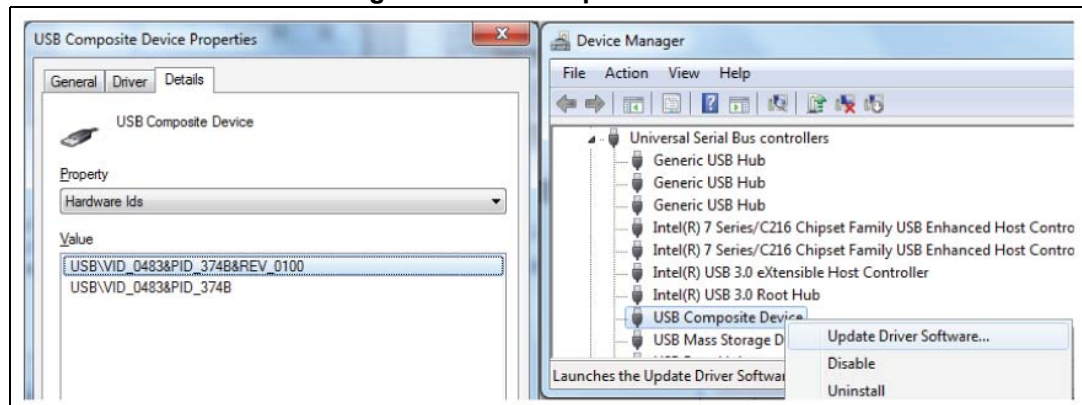 USB Composite Device Properties
General Driver Details
USB Composite Device
Property
Hardware Ids
Value
USB\VID_0483&PID_374B&REV_0100
USB\VID_0483&PID_374B
Device Manager
File Action View Help
Universal Serial Bus controllers
Generic USB Hub
Generic USB Hub
Generic USB Hub
Intel(R) 7 Series/C216 Chipset Family USB Enhanced Host Contro
Intel(R) 7 Series/C216 Chipset Family USB Enhanced Host Contro
Intel(R) USB 3.0 eXtensible Host Controller
Intel(R) USB 3.0 Root Hub
USB Composite Device
USB Mass Storage D
Launches the Update Driver Softwar
Update Driver Software...
Disable
Uninstall